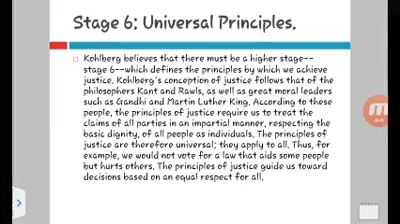 Stage 6: Universal Principles.
Kohlberg believes that there must be a higher stage--
stage 6--which defines the principles by which we achieve
justice. Kohlberg's conception of justice follows that of the
philosophers Kant and Rawls, as well as great moral leaders
such as Gandhi and Martin Luther King. According to these
people, the principles of justice require us to treat the
claims of all parties in an impartial manner, respecting the
basic dignity, of all people as individuals. The principles of
justice are therefore universal; they apply to all. Thus, for
example, we would not vote for a law that aids some people
but hurts others. The principles of justice guide us toward
decisions based on an equal respect for all.